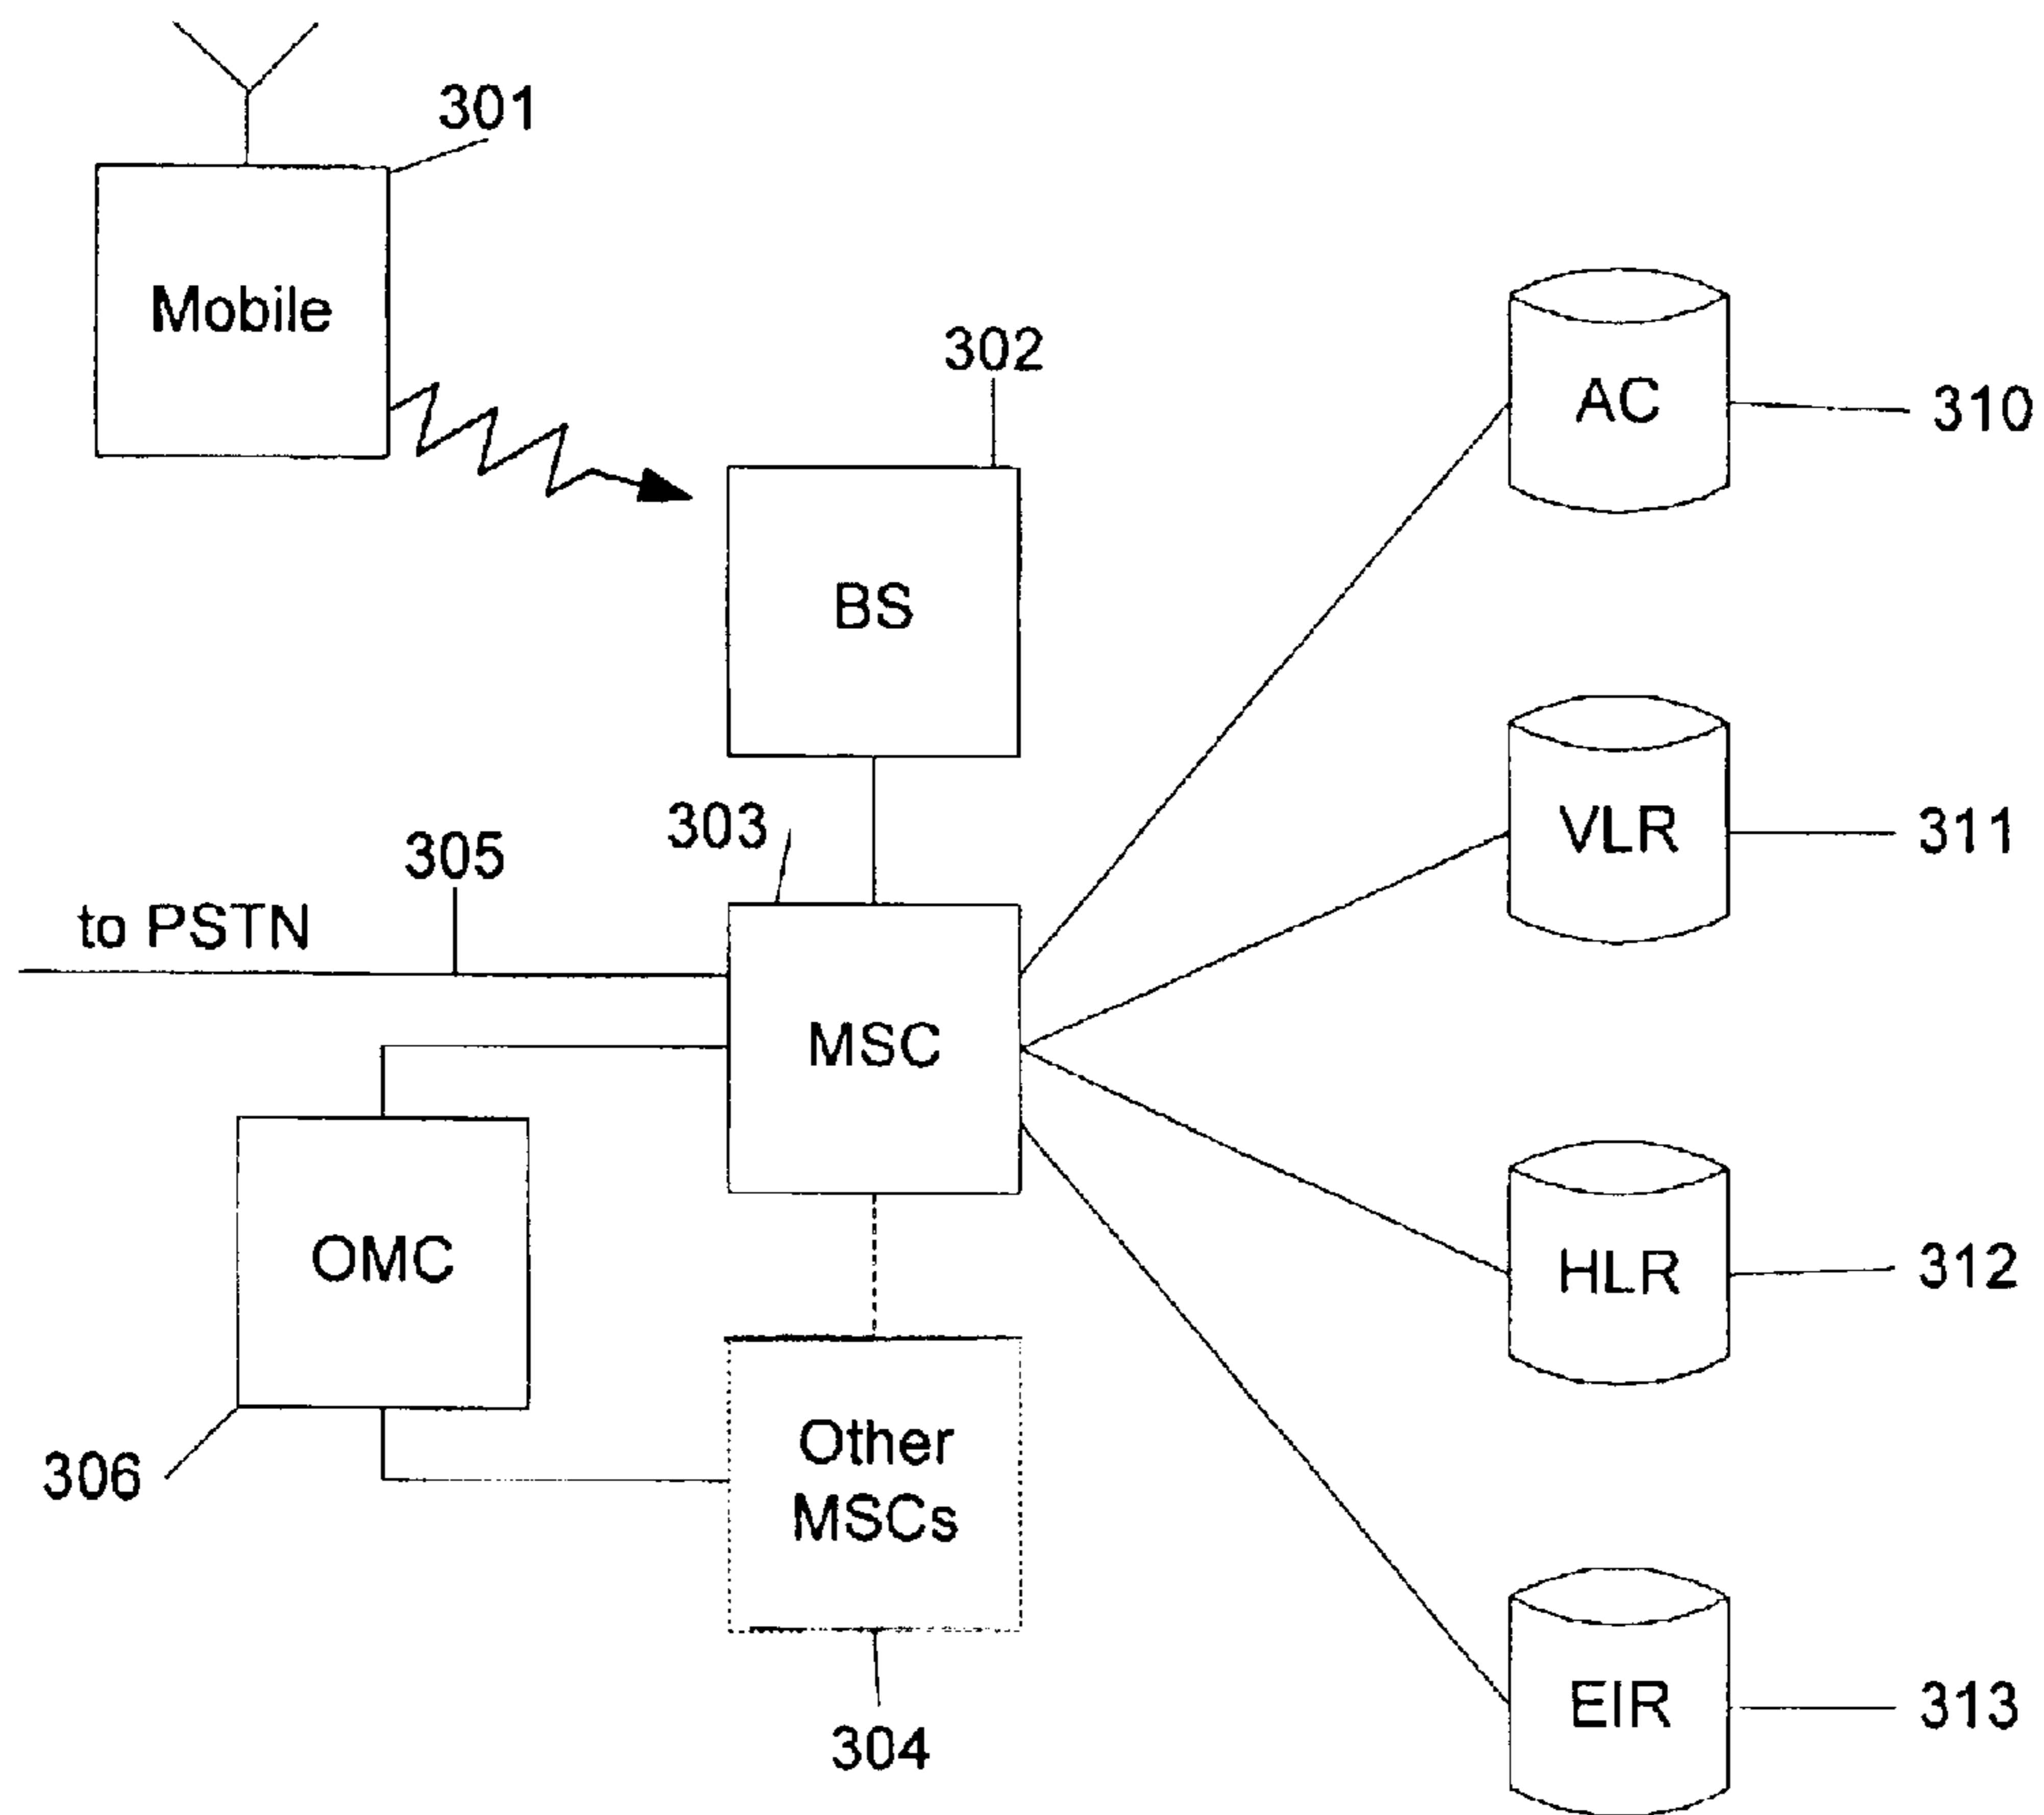 301
Mobile
302
AC
310
BS
303
305
VLR
311
to PSTN
MSC
OMC
HLR
312
306
Other
MSCs
EIR
313
304